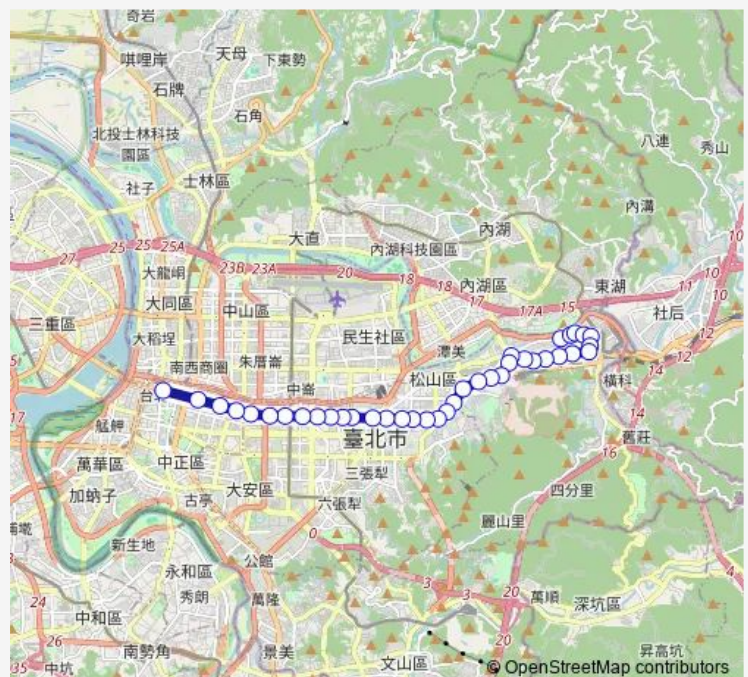 奇岩
唭哩岸
天母
下東勢
石牌
石角
北投士林科技
園區
八連
秀山
社子
士林區
內溝
大直
內湖
內湖科技園區
27
25
25
25A
23B
23A
20
18
18
17
17A
15
10
10
大龍峒
內湖區
東湖
大同區
中山區
社后
三重區
大稻埕
民生社區
潭美
12
12
南西商圈
朱厝崙
14
中崙
松山區
橫科
台
17
艋舺
臺北市
14
舊莊
萬華區
中正區
三張犁
16
加蚋子
大安區
四分里
古亭
六張犁
麗山里
新生地
0
公館
永和區
3
3
20
4
24
秀朗
萬隆
萬順
深坑區
中和區
20
26
南勢角
景美
昇高坑
35
中坑
文山區
© OpenStreetMap contributors